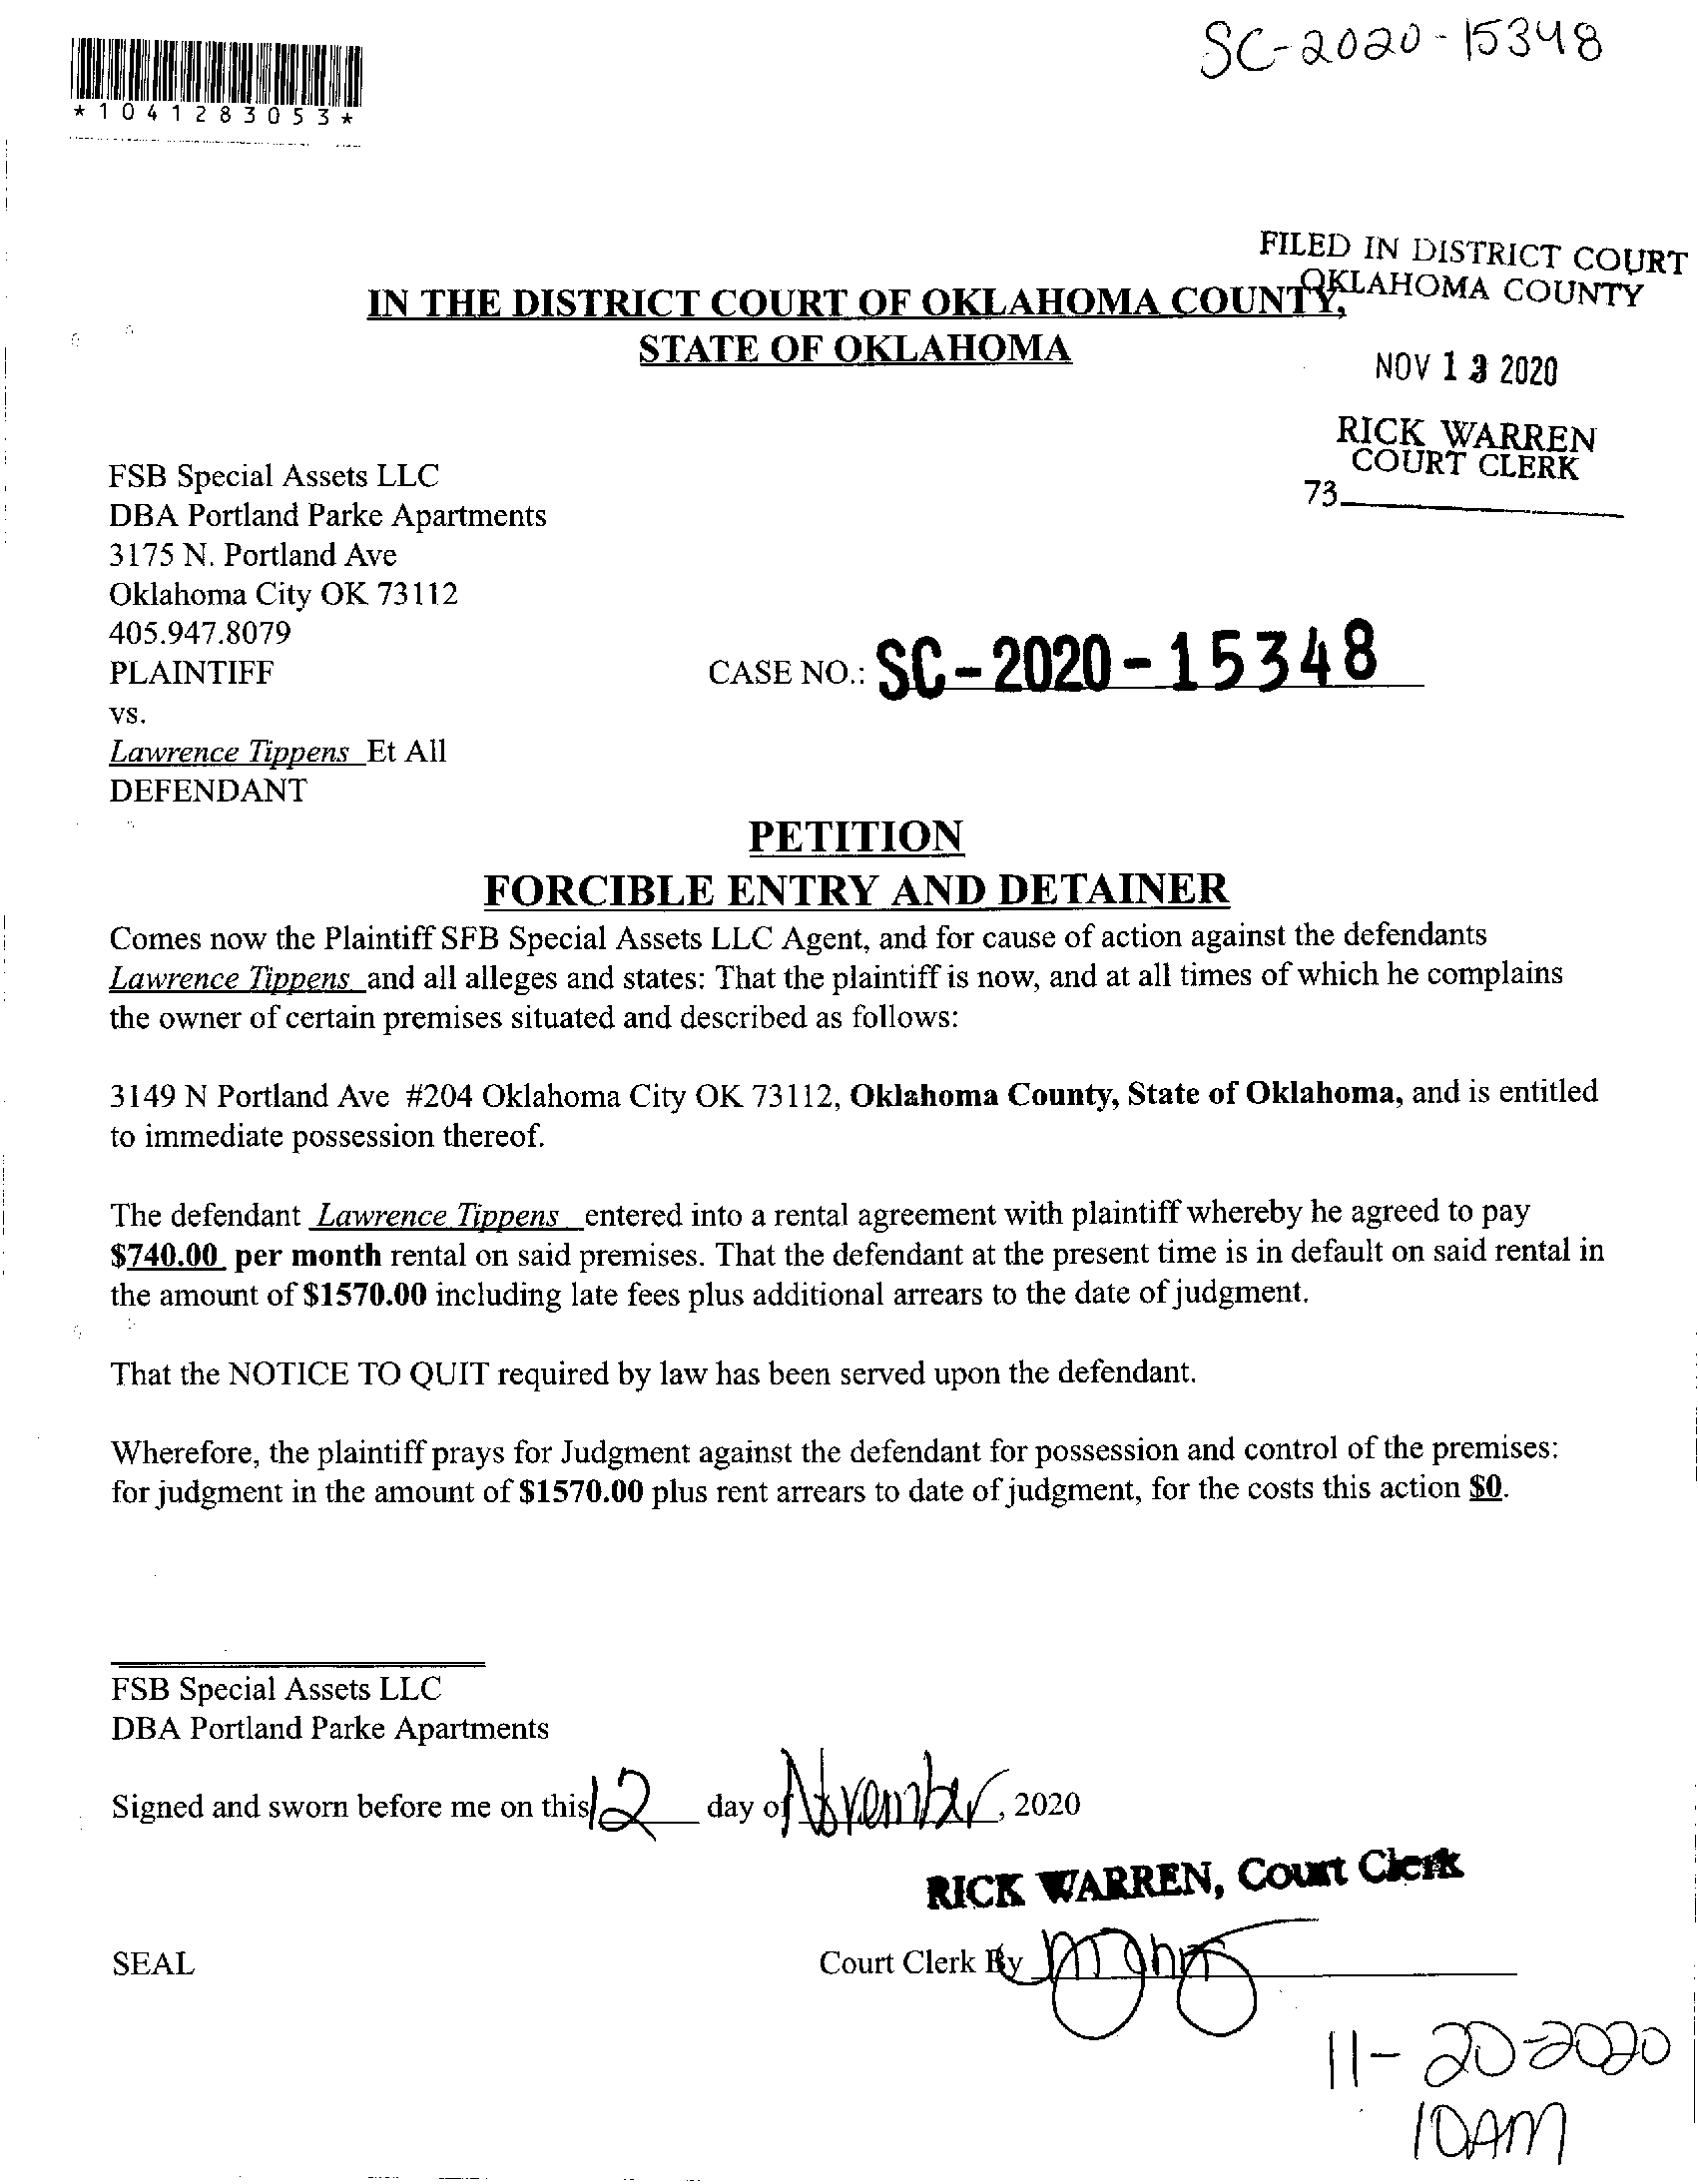 SC-2020-15348
*1041283053*
FILED IN DISTRICT COURT
OKLAHOMA COUNTY
IN THE DISTRICT COURT OF OKLAHOMA COUNTY,
STATE OF OKLAHOMA
NOV 13 2020
RICK WARREN
COURT CLERK
73
FSB Special Assets LLC
DBA Portland Parke Apartments
3175 N. Portland Ave
Oklahoma City OK 73112
405.947.8079
PLAINTIFF
CASE NO.: SC-2020-15348
vs.
Lawrence Tippens Et All
DEFENDANT
PETITION
FORCIBLE ENTRY AND DETAINER
Comes now the Plaintiff SFB Special Assets LLC Agent, and for cause of action against the defendants
Lawrence Tippens and all alleges and states: That the plaintiff is now, and at all times of which he complains
the owner of certain premises situated and described as follows:
3149 N Portland Ave #204 Oklahoma City OK 73112, Oklahoma County, State of Oklahoma, and is entitled
to immediate possession thereof.
The defendant Lawrence Tippens entered into a rental agreement with plaintiff whereby he agreed to pay
$740.00 per month rental on said premises. That the defendant at the present time is in default on said rental in
the amount of $1570.00 including late fees plus additional arrears to the date of judgment.
That the NOTICE TO QUIT required by law has been served upon the defendant.
Wherefore, the plaintiff prays for Judgment against the defendant for possession and control of the premises:
for judgment in the amount of $1570.00 plus rent arrears to date of judgment, for the costs this action $0.
FSB Special Assets LLC
DBA Portland Parke Apartments
Signed and sworn before me on this 12 day of November, 2020
RICK WARREN, Court Clerk
SEAL
Court Clerk By
11-20-2020
10AM